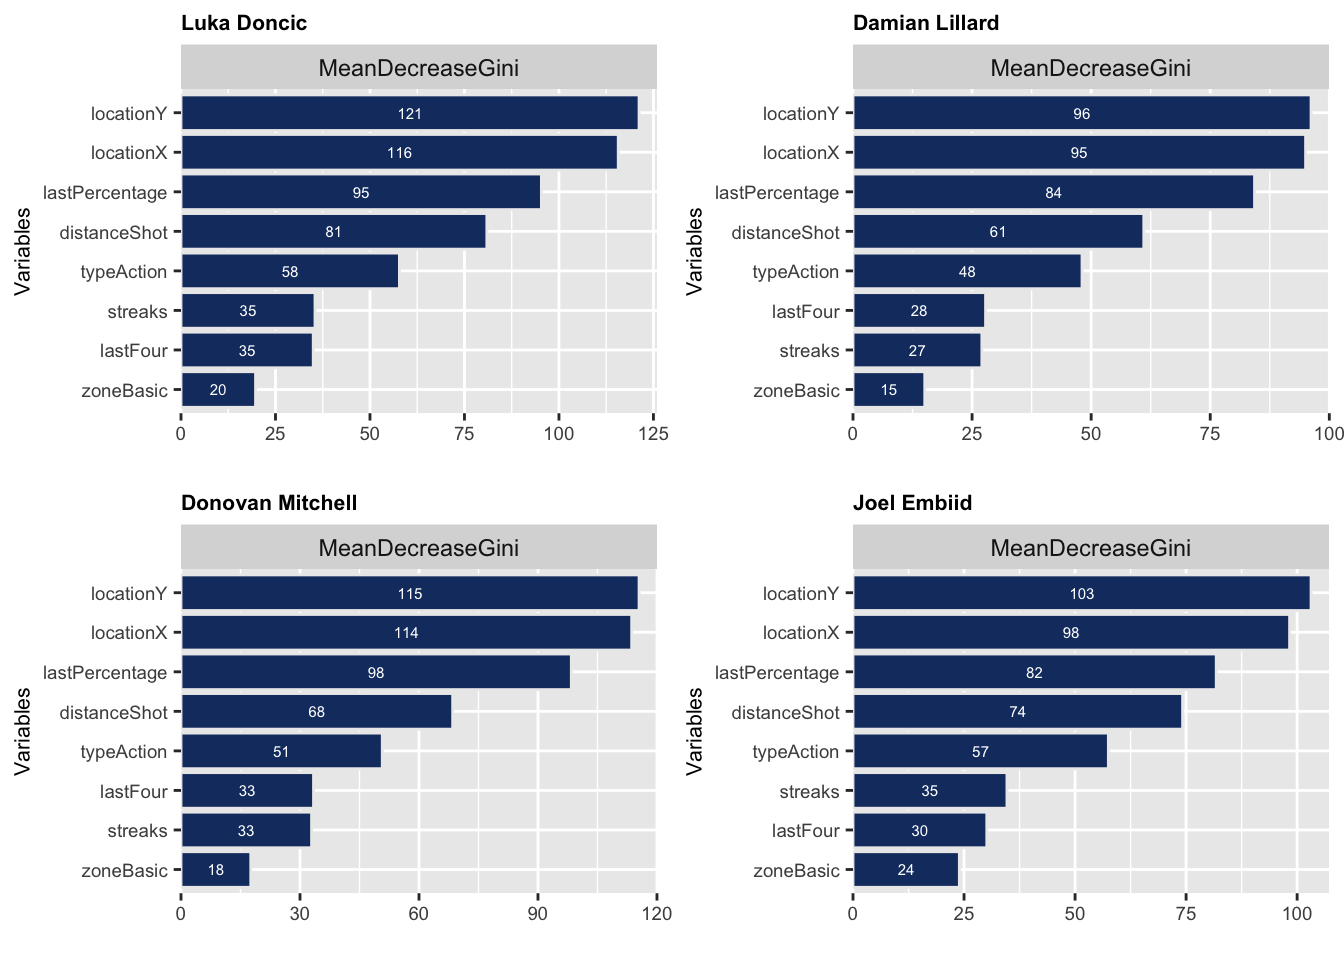 Luka Doncic
MeanDecreaseGini
Variables
locationY 121
locationX 116
lastPercentage 95
distanceShot 81
typeAction 58
streaks 35
lastFour 35
zoneBasic 20
0 25 50 75 100 125
Damian Lillard
MeanDecreaseGini
Variables
locationY 96
locationX 95
lastPercentage 84
distanceShot 61
typeAction 48
lastFour 28
streaks 27
zoneBasic 15
0 25 50 75 100
Donovan Mitchell
MeanDecreaseGini
Variables
locationY 115
locationX 114
lastPercentage 98
distanceShot 68
typeAction 51
lastFour 33
streaks 33
zoneBasic 18
0 30 60 90 120
Joel Embiid
MeanDecreaseGini
Variables
locationY 103
locationX 98
lastPercentage 82
distanceShot 74
typeAction 57
streaks 35
lastFour 30
zoneBasic 24
0 25 50 75 100